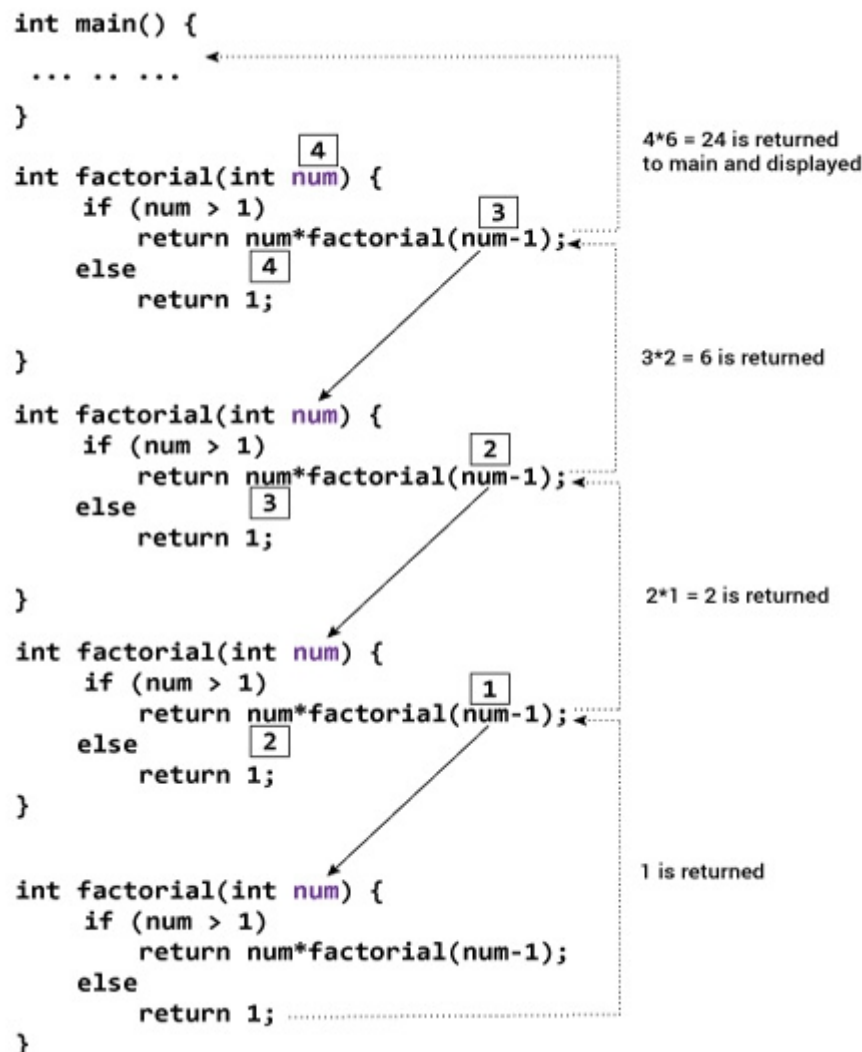 int main() {
... .. ...
}
4*6 = 24 is returned
to main and displayed
4
int factorial(int num) {
if (num > 1)
3
return num*factorial(num-1);
else
4
return 1;
}
3*2 = 6 is returned
int factorial(int num) {
if (num > 1)
2
return num*factorial(num-1);
else
3
return 1;
}
2*1 = 2 is returned
int factorial(int num) {
if (num > 1)
1
return num*factorial(num-1);
else
2
return 1;
}
1 is returned
int factorial(int num) {
if (num > 1)
return num*factorial(num-1);
else
return 1;
}